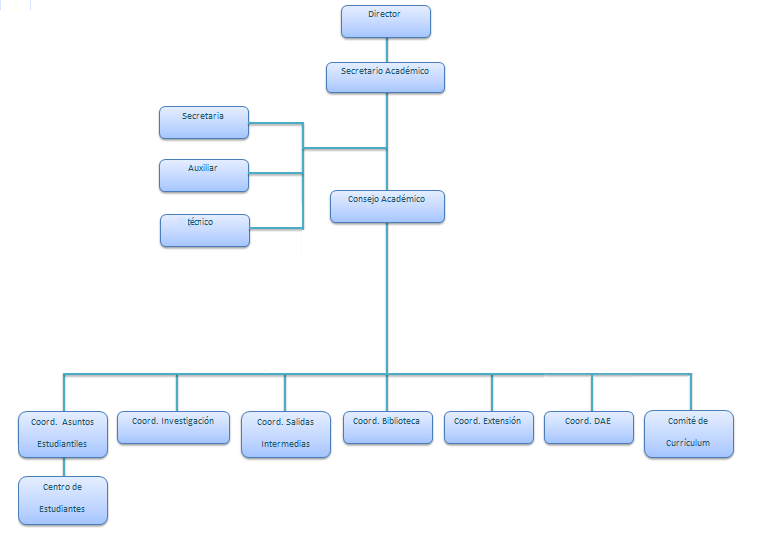 Director
Secretario Académico
Secretaria
Auxiliar
técnico
Consejo Académico
Coord. Asuntos
Estudiantiles
Coord. Investigación
Coord. Salidas
Intermedias
Coord. Biblioteca
Coord. Extensión
Coord. DAE
Comité de
Currículum
Centro de
Estudiantes